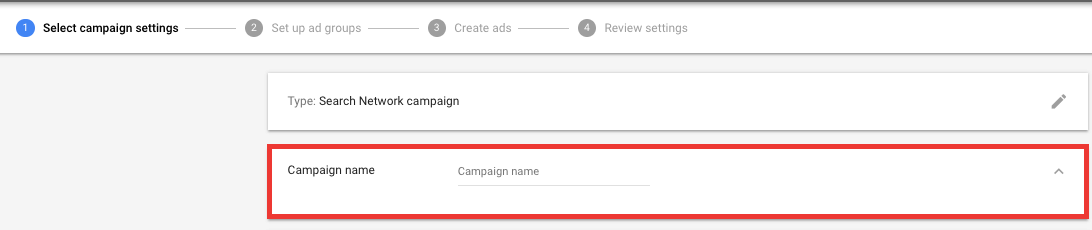 1 Select campaign settings 2 Set up ad groups 3 Create ads 4 Review settings
Type: Search Network campaign
Campaign name Campaign name